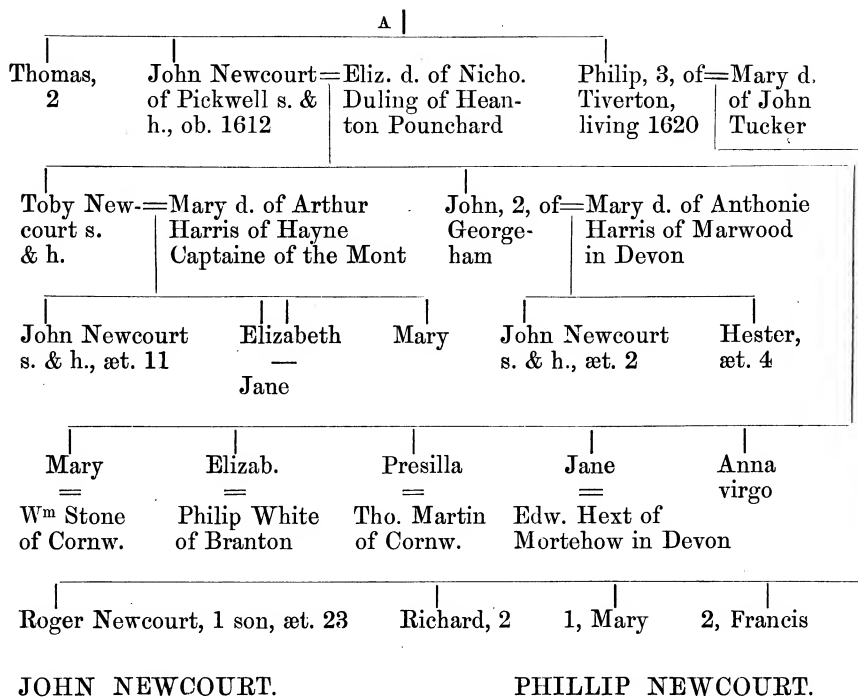 A
Thomas,
2
John Newcourt=Eliz. d. of Nicho.
of Pickwell s. & Duling of Hean-
h., ob. 1612 ton Pounchard
Philip, 3, of=Mary d.
Tiverton, of John
living 1620 Tucker
Toby New-=Mary d. of Arthur
court s. Harris of Hayne
& h. Captaine of the Mont
John, 2, of=Mary d. of Anthonie
George- Harris of Marwood
ham in Devon
John Newcourt
s. & h., æt. 11
Elizabeth
—
Jane
Mary
John Newcourt
s. & h., æt. 2
Hester,
æt. 4
Mary
=
Wm Stone
of Cornw.
Elizab.
=
Philip White
of Branton
Presilla
=
Tho. Martin
of Cornw.
Jane
=
Edw. Hext of
Mortehow in Devon
Anna
virgo
Roger Newcourt, 1 son, æt. 23 Richard, 2 1, Mary 2, Francis
JOHN NEWCOURT. PHILLIP NEWCOURT.